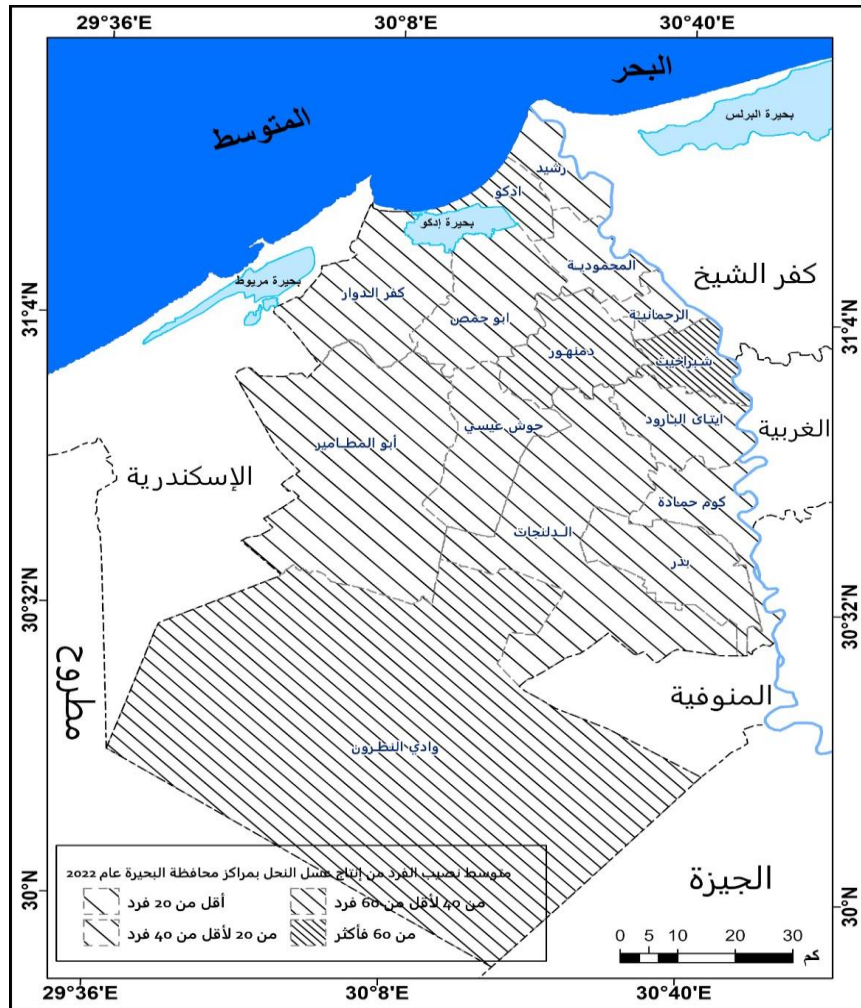 29°36'E 30°8'E 30°40'E
البحر
المتوسط
بحيرة البرلس
رشيد
ادكو
بحيرة إدكو
المحمودية
كفر الشيخ
بحيرة مريوط
كفر الدوار
ابو حمص
الرحمانية
31°4'N 31°4'N
دمنهور
شبراخيت
حوش عيسي
ايتاى البارود
الغربية
أبو المطامير
الإسكندرية
كوم حمادة
الدلنجات
بدر
30°32'N 30°32'N
مطروح
المنوفية
وادي النطرون
الجيزة
متوسط نصيب الفرد من إنتاج عسل النحل بمراكز محافظة البحيرة عام 2022
أقل من 20 فرد من 40 لأقل من 60 فرد
من 20 لأقل من 40 فرد من 60 فأكثر
30°N 30°N
0 5 10 20 30 كم
29°36'E 30°8'E 30°40'E